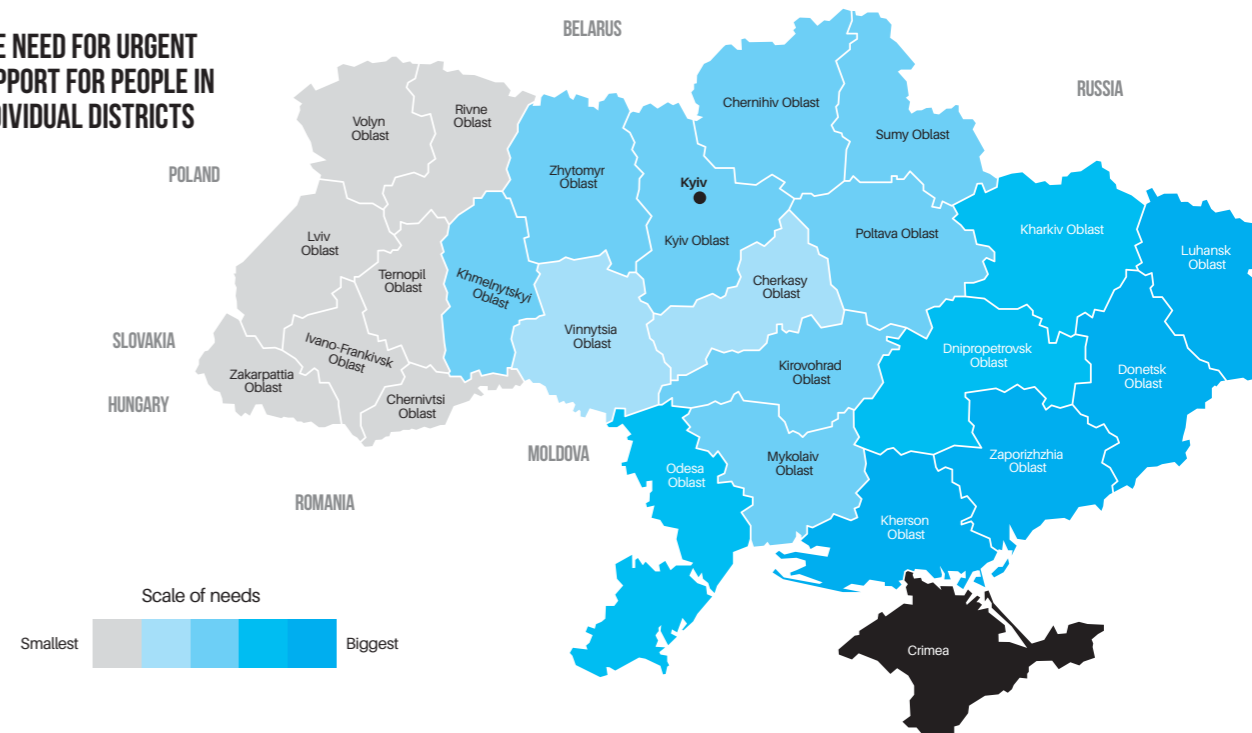 E NEED FOR URGENT
PPORT FOR PEOPLE IN
DIVIDUAL DISTRICTS
BELARUS
RUSSIA
POLAND
SLOVAKIA
HUNGARY
ROMANIA
MOLDOVA
Volyn
Oblast
Rivne
Oblast
Zhytomyr
Oblast
Kyiv
Kyiv Oblast
Chernihiv Oblast
Sumy Oblast
Lviv
Oblast
Ternopil
Oblast
Khmelnytskyi
Oblast
Vinnytsia
Oblast
Cherkasy
Oblast
Poltava Oblast
Kharkiv Oblast
Luhansk
Oblast
Zakarpattia
Oblast
Ivano-Frankivsk
Oblast
Chernivtsi
Oblast
Kirovohrad
Oblast
Dnipropetrovsk
Oblast
Donetsk
Oblast
Odesa
Oblast
Mykolaiv
Oblast
Zaporizhzhia
Oblast
Kherson
Oblast
Crimea
Scale of needs
Smallest
Biggest